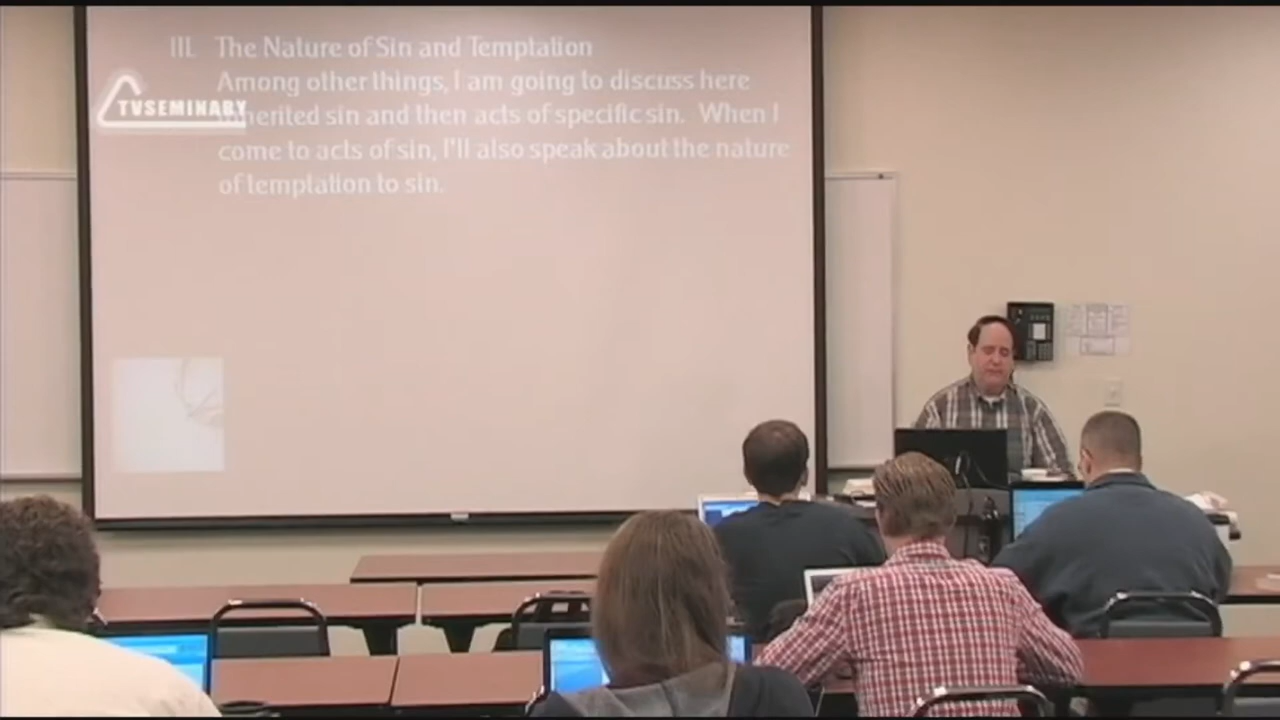 III. The Nature of Sin and Temptation
Among other things, I am going to discuss here
TVSEMINARY
inherited sin and then acts of specific sin. When I
come to acts of sin, I'll also speak about the nature
of temptation to sin.